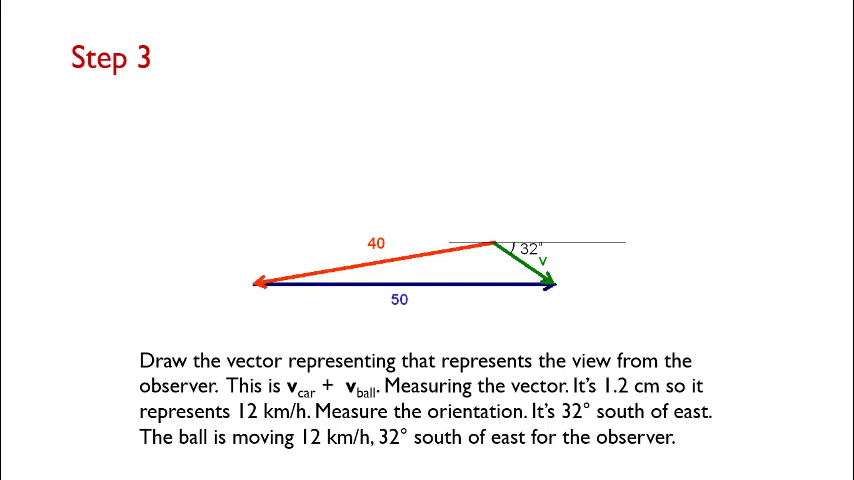 Step 3
40
32°
v
50
Draw the vector representing that represents the view from the
observer. This is vcar + vball. Measuring the vector. It's 1.2 cm so it
represents 12 km/h. Measure the orientation. It's 32° south of east.
The ball is moving 12 km/h, 32° south of east for the observer.